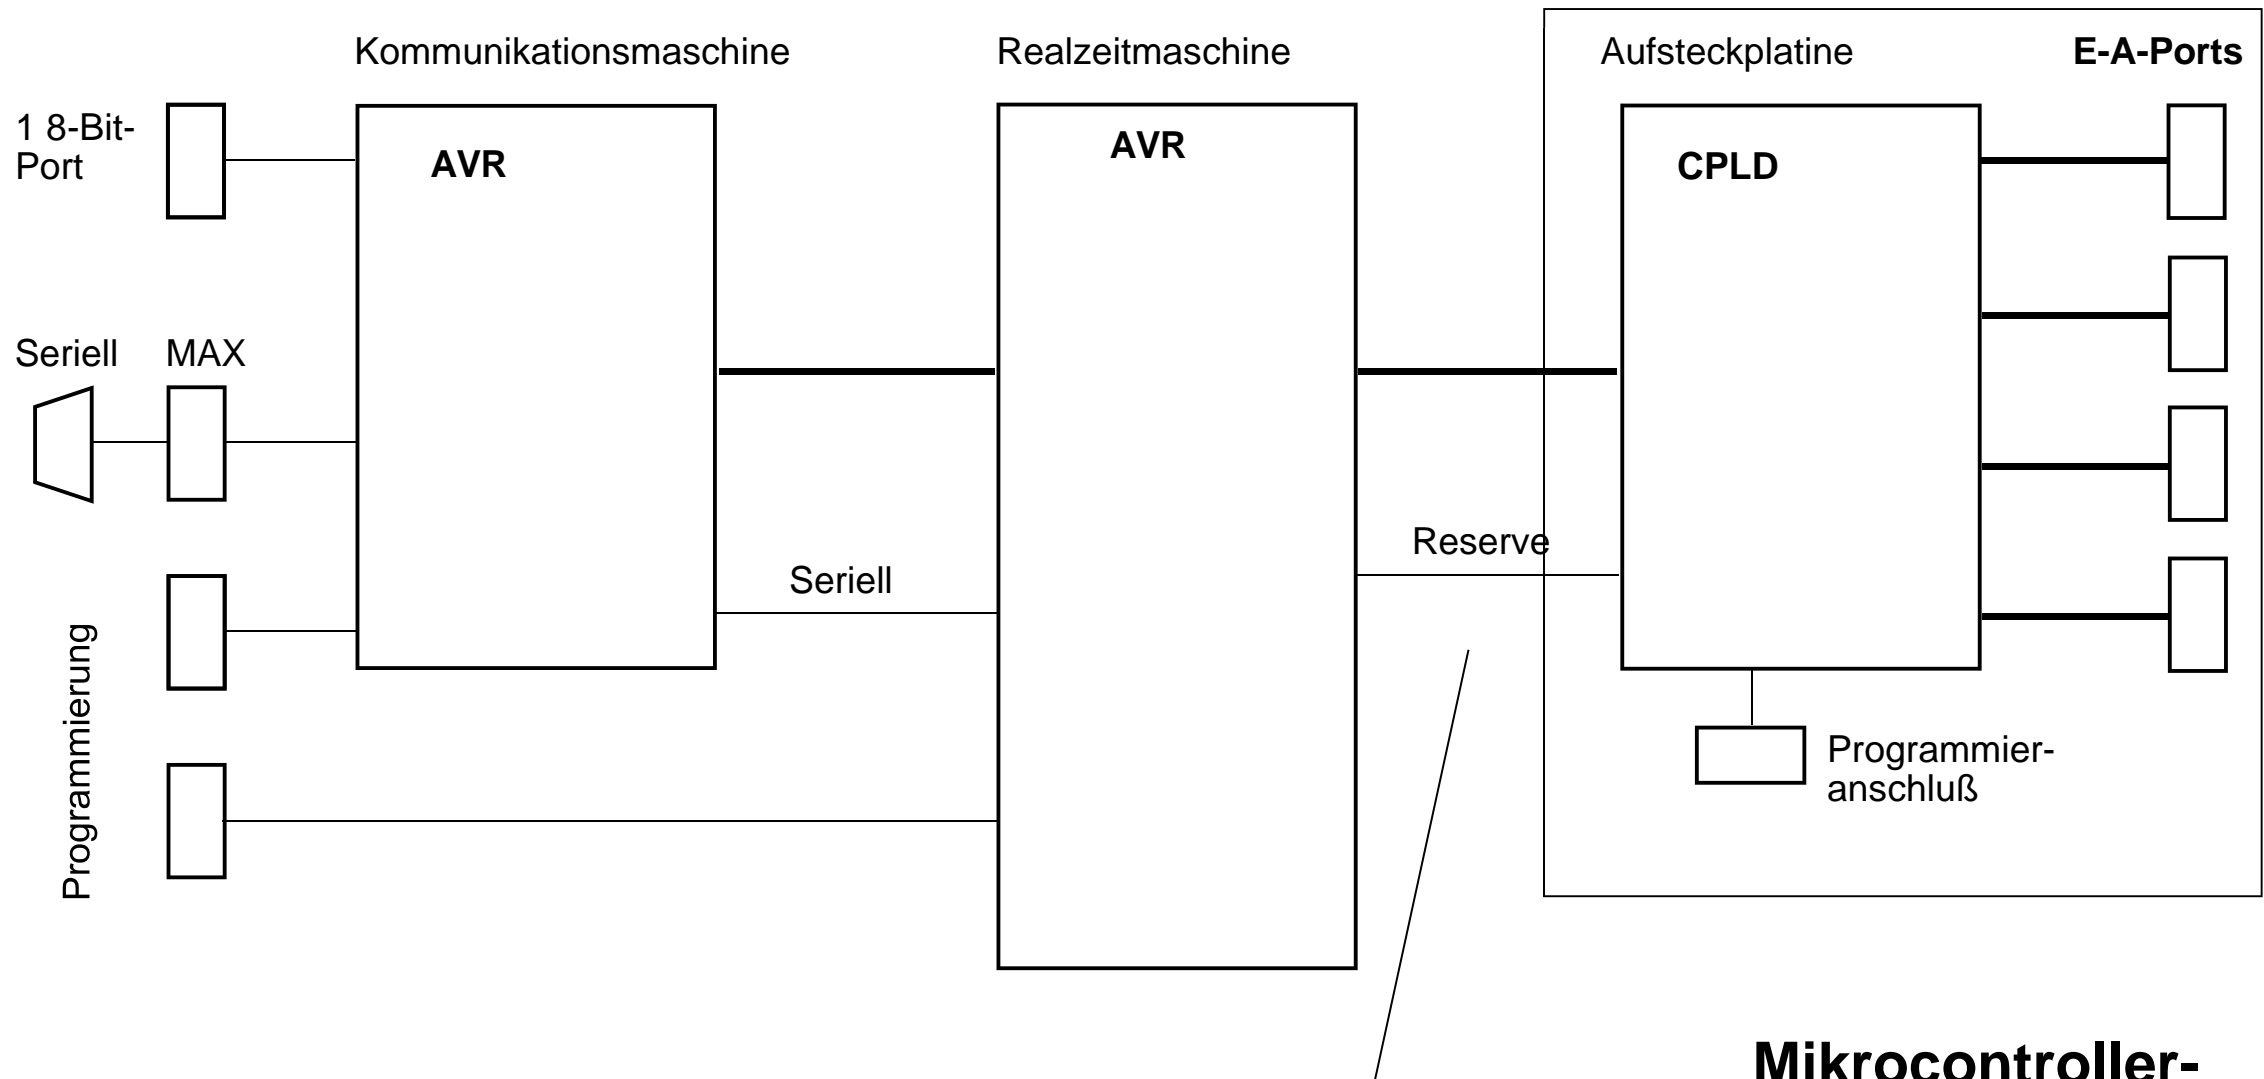 Kommunikationsmaschine
Realzeitmaschine
Aufsteckplatine
E-A-Ports
1 8-Bit-
Port
AVR
AVR
CPLD
Seriell
MAX
Reserve
Seriell
Programmierung
Programmier-
anschluß
Mikrocontroller-